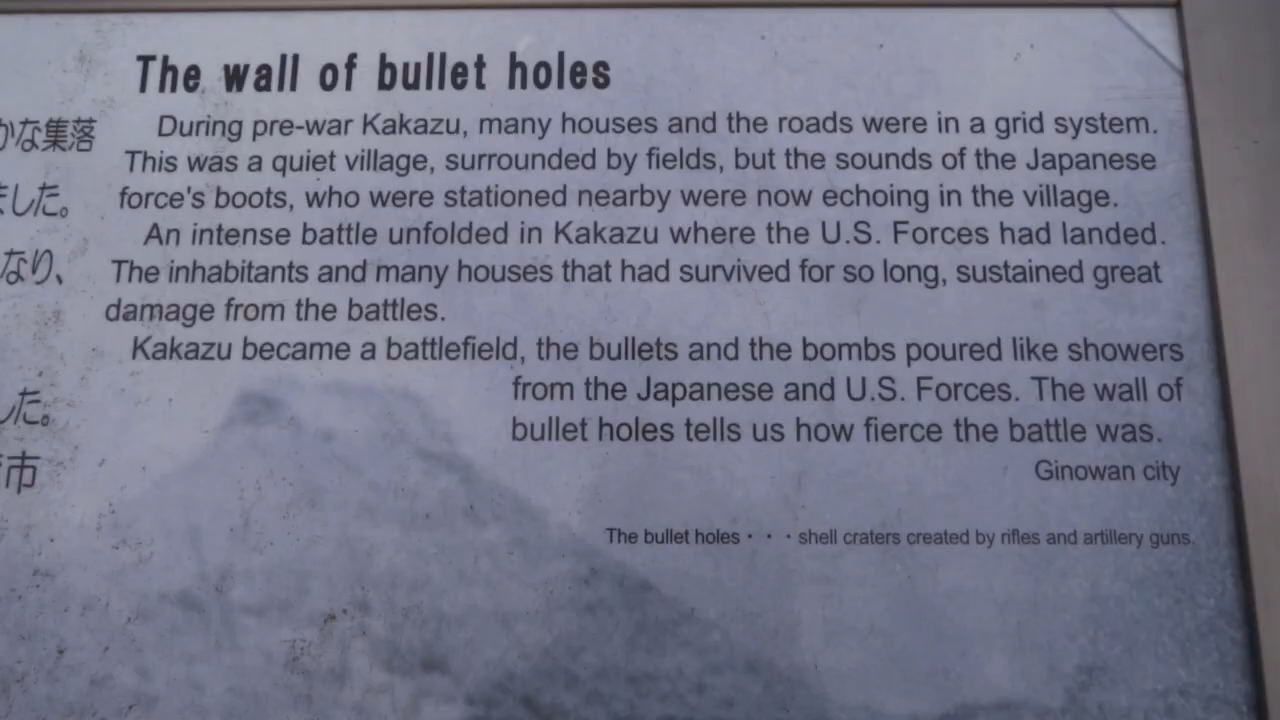 The wall of bullet holes
During pre-war Kakazu, many houses and the roads were in a grid system.
This was a quiet village, surrounded by fields, but the sounds of the Japanese
force's boots, who were stationed nearby were now echoing in the village.
An intense battle unfolded in Kakazu where the U.S. Forces had landed.
The inhabitants and many houses that had survived for so long, sustained great
damage from the battles.
Kakazu became a battlefield, the bullets and the bombs poured like showers
from the Japanese and U.S. Forces. The wall of
bullet holes tells us how fierce the battle was.
Ginowan city
The bullet holes・・・shell craters created by rifles and artillery guns.
かな集落
ました。
なり、
した。
市